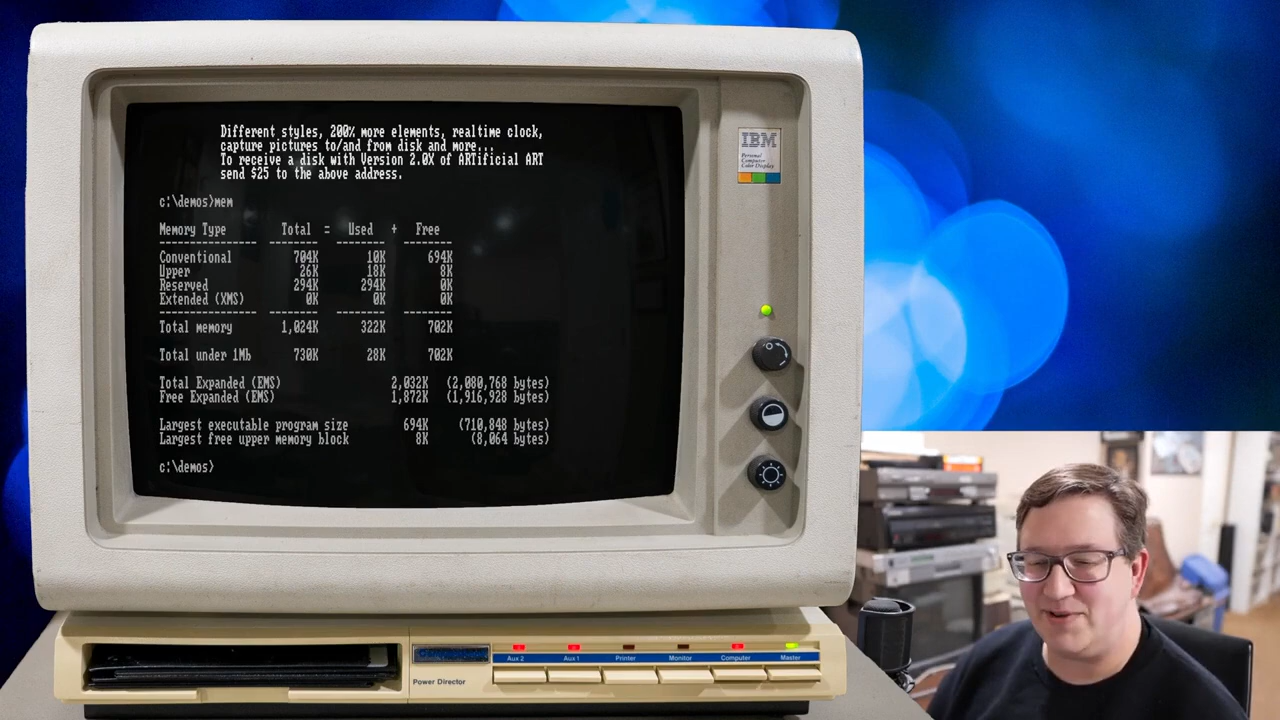 Different styles, 200% more elements, realtime clock,
capture pictures to/and from disk and more...
To receive a disk with Version 2.0X of ARTificial ART
send $25 to the above address.
c:\demos>mem
Memory Type        Total  =   Used   +   Free
----------------  --------   --------   --------
Conventional         704K        10K       694K
Upper                 26K        18K         8K
Reserved             294K       294K         0K
Extended (XMS)         0K         0K         0K
----------------  --------   --------   --------
Total memory       1,024K       322K       702K
Total under 1Mb      730K        28K       702K
Total Expanded (EMS)                 2,032K   (2,080,768 bytes)
Free Expanded (EMS)                  1,872K   (1,916,928 bytes)
Largest executable program size        694K     (710,848 bytes)
Largest free upper memory block          8K       (8,064 bytes)
c:\demos>
IBM
Personal
Computer
Color Display
Aux 2 Aux 1 Printer Monitor Computer Master
Power Director